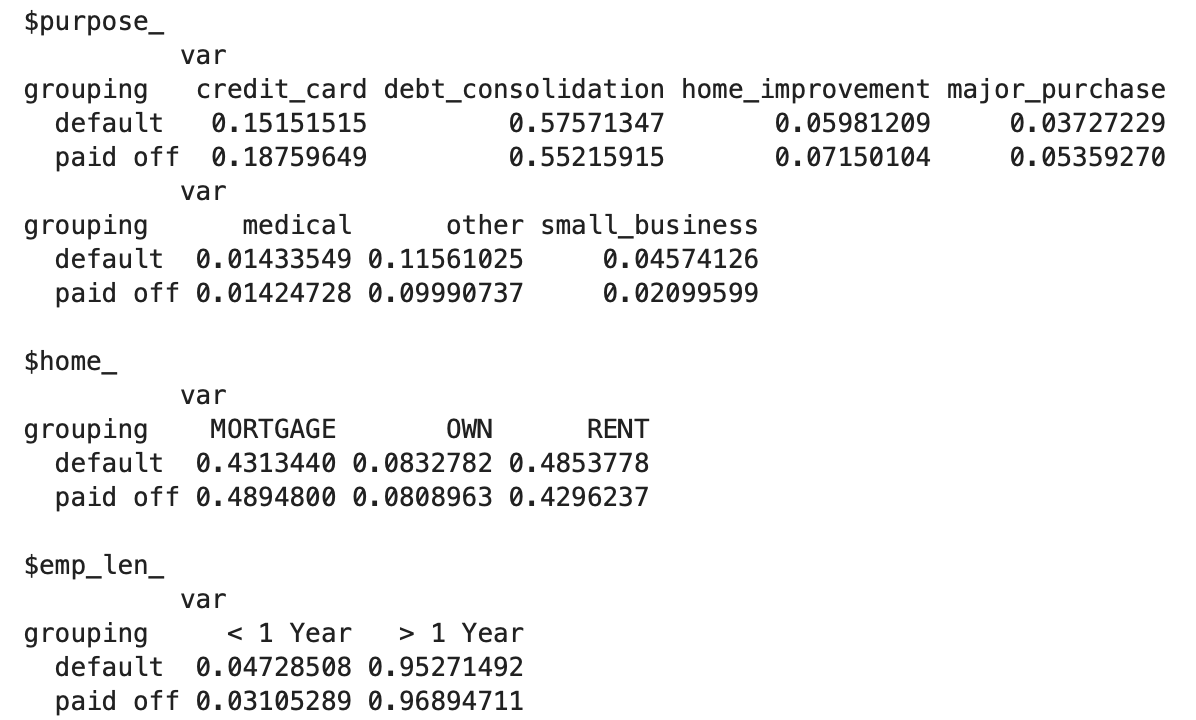 $purpose_
var
grouping credit_card debt_consolidation home_improvement major_purchase
default 0.15151515 0.57571347 0.05981209 0.03727229
paid off 0.18759649 0.55215915 0.07150104 0.05359270
var
grouping medical other small_business
default 0.01433549 0.11561025 0.04574126
paid off 0.01424728 0.09990737 0.02099599
$home_
var
grouping MORTGAGE OWN RENT
default 0.4313440 0.0832782 0.4853778
paid off 0.4894800 0.0808963 0.4296237
$emp_len_
var
grouping < 1 Year > 1 Year
default 0.04728508 0.95271492
paid off 0.03105289 0.96894711